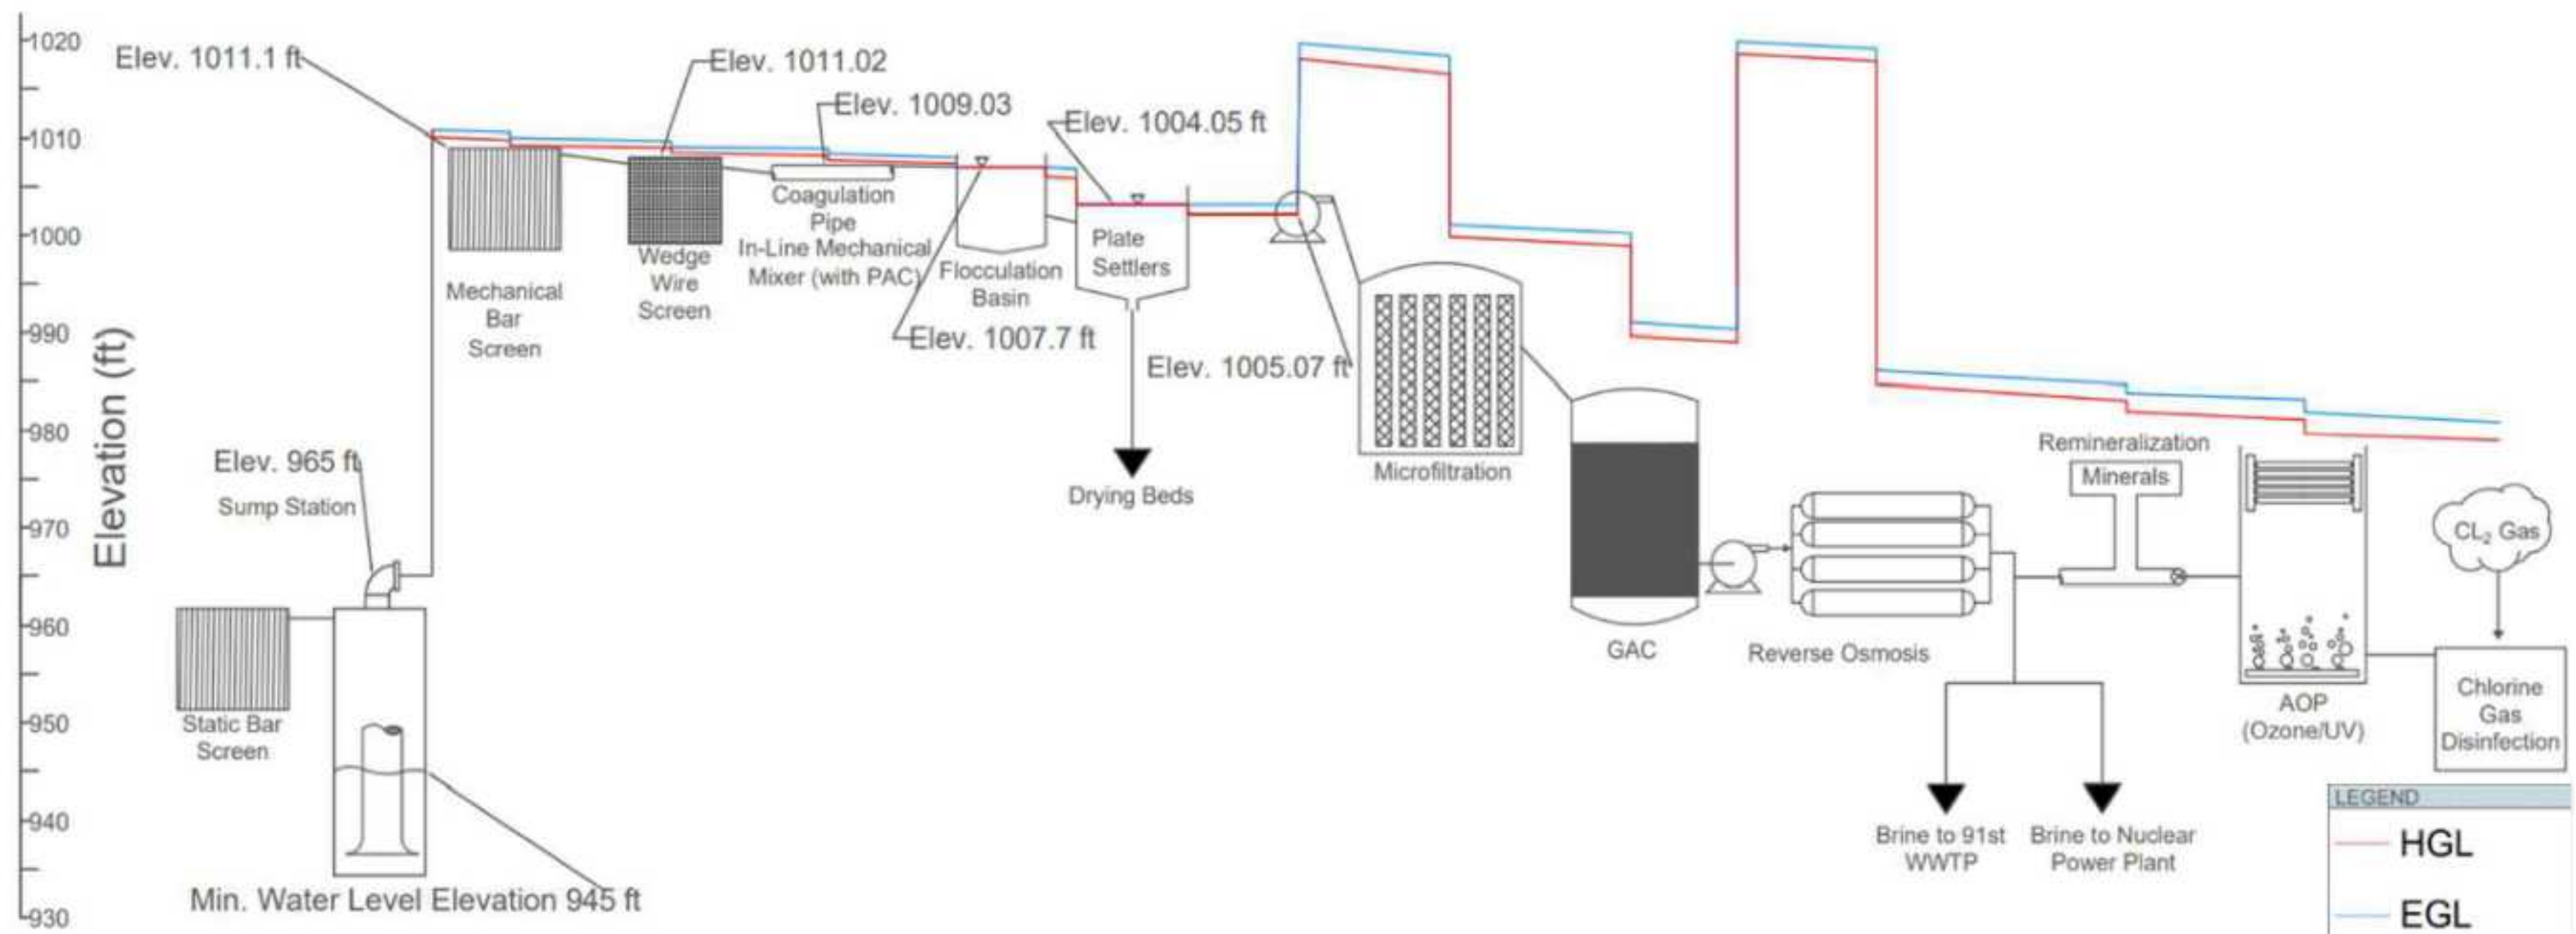 1020
1010
1000
990
980
970
960
950
940
930
Elevation (ft)
Elev. 1011.1 ft
Elev. 1011.02
Elev. 1009.03
Elev. 1004.05 ft
Mechanical
Bar
Screen
Wedge
Wire
Screen
Coagulation
Pipe
In-Line Mechanical
Mixer (with PAC)
Flocculation
Basin
Plate
Settlers
Elev. 1007.7 ft
Elev. 1005.07 ft
Elev. 965 ft
Sump Station
Static Bar
Screen
Min. Water Level Elevation 945 ft
Drying Beds
Microfiltration
GAC
Reverse Osmosis
Remineralization
Minerals
Brine to 91st
WWTP
Brine to Nuclear
Power Plant
AOP
(Ozone/UV)
CL₂ Gas
Chlorine
Gas
Disinfection
LEGEND
HGL
EGL